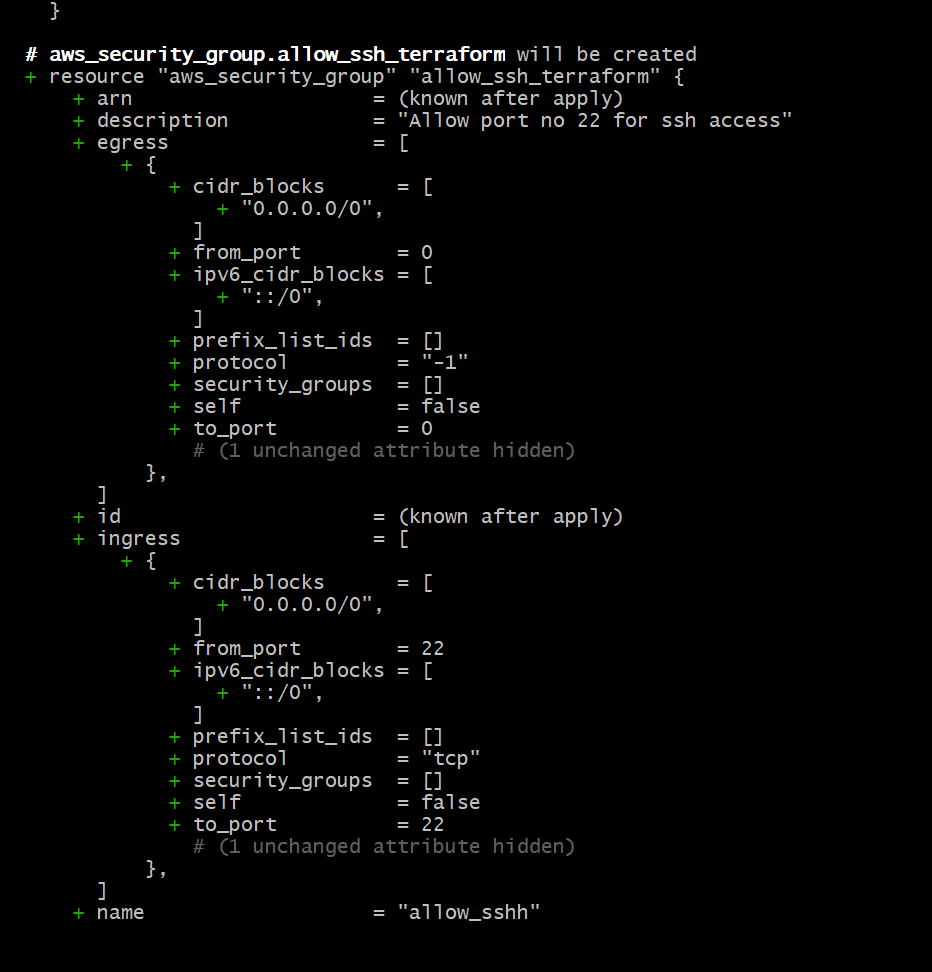 }
# aws_security_group.allow_ssh_terraform will be created
+ resource "aws_security_group" "allow_ssh_terraform" {
+ arn = (known after apply)
+ description = "Allow port no 22 for ssh access"
+ egress = [
+ {
+ cidr_blocks = [
+ "0.0.0.0/0",
]
+ from_port = 0
+ ipv6_cidr_blocks = [
+ "::/0",
]
+ prefix_list_ids = []
+ protocol = "-1"
+ security_groups = []
+ self = false
+ to_port = 0
# (1 unchanged attribute hidden)
},
]
+ id = (known after apply)
+ ingress = [
+ {
+ cidr_blocks = [
+ "0.0.0.0/0",
]
+ from_port = 22
+ ipv6_cidr_blocks = [
+ "::/0",
]
+ prefix_list_ids = []
+ protocol = "tcp"
+ security_groups = []
+ self = false
+ to_port = 22
# (1 unchanged attribute hidden)
},
]
+ name = "allow_sshh"